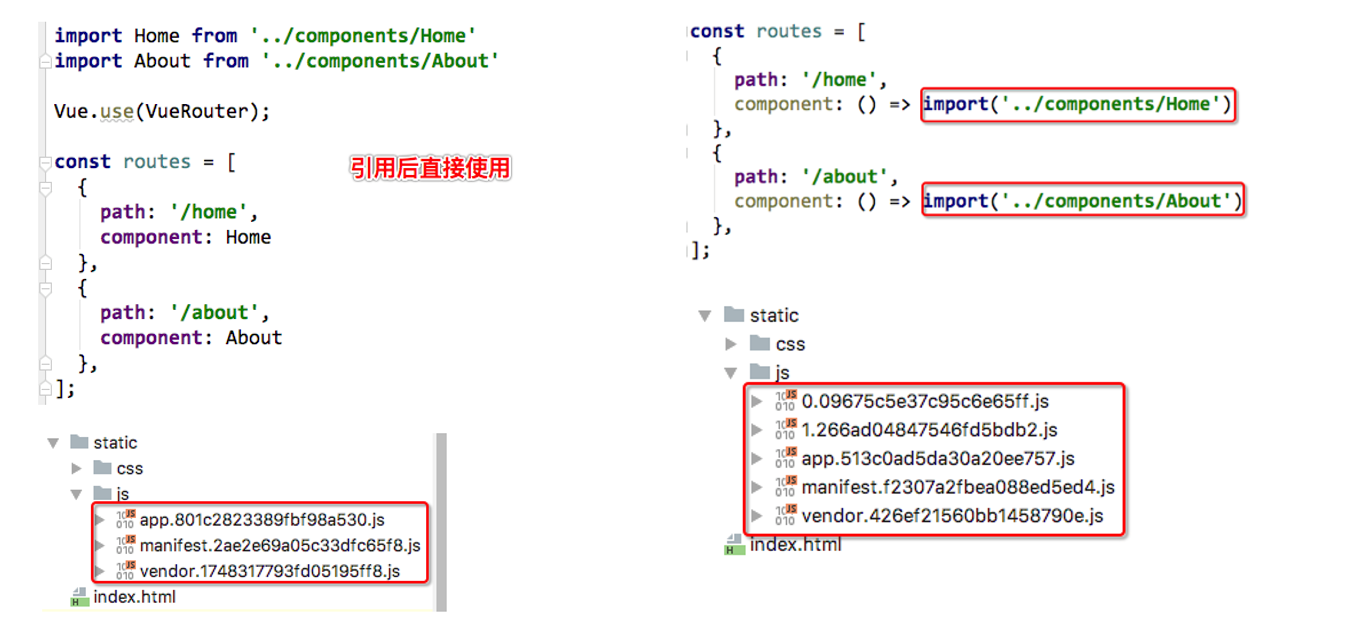 import Home from '../components/Home'
import About from '../components/About'
Vue.use(VueRouter);
const routes = [
{
path: '/home',
component: Home
},
{
path: '/about',
component: About
},
];
引用后直接使用
static
css
js
app.801c2823389fbf98a530.js
manifest.2ae2e69a05c33dfc65f8.js
vendor.1748317793fd05195ff8.js
index.html
const routes = [
{
path: '/home',
component: () => import('../components/Home')
},
{
path: '/about',
component: () => import('../components/About')
},
];
static
css
js
0.09675c5e37c95c6e65ff.js
1.266ad04847546fd5bdb2.js
app.513c0ad5da30a20ee757.js
manifest.f2307a2fbea088ed5ed4.js
vendor.426ef21560bb1458790e.js
index.html